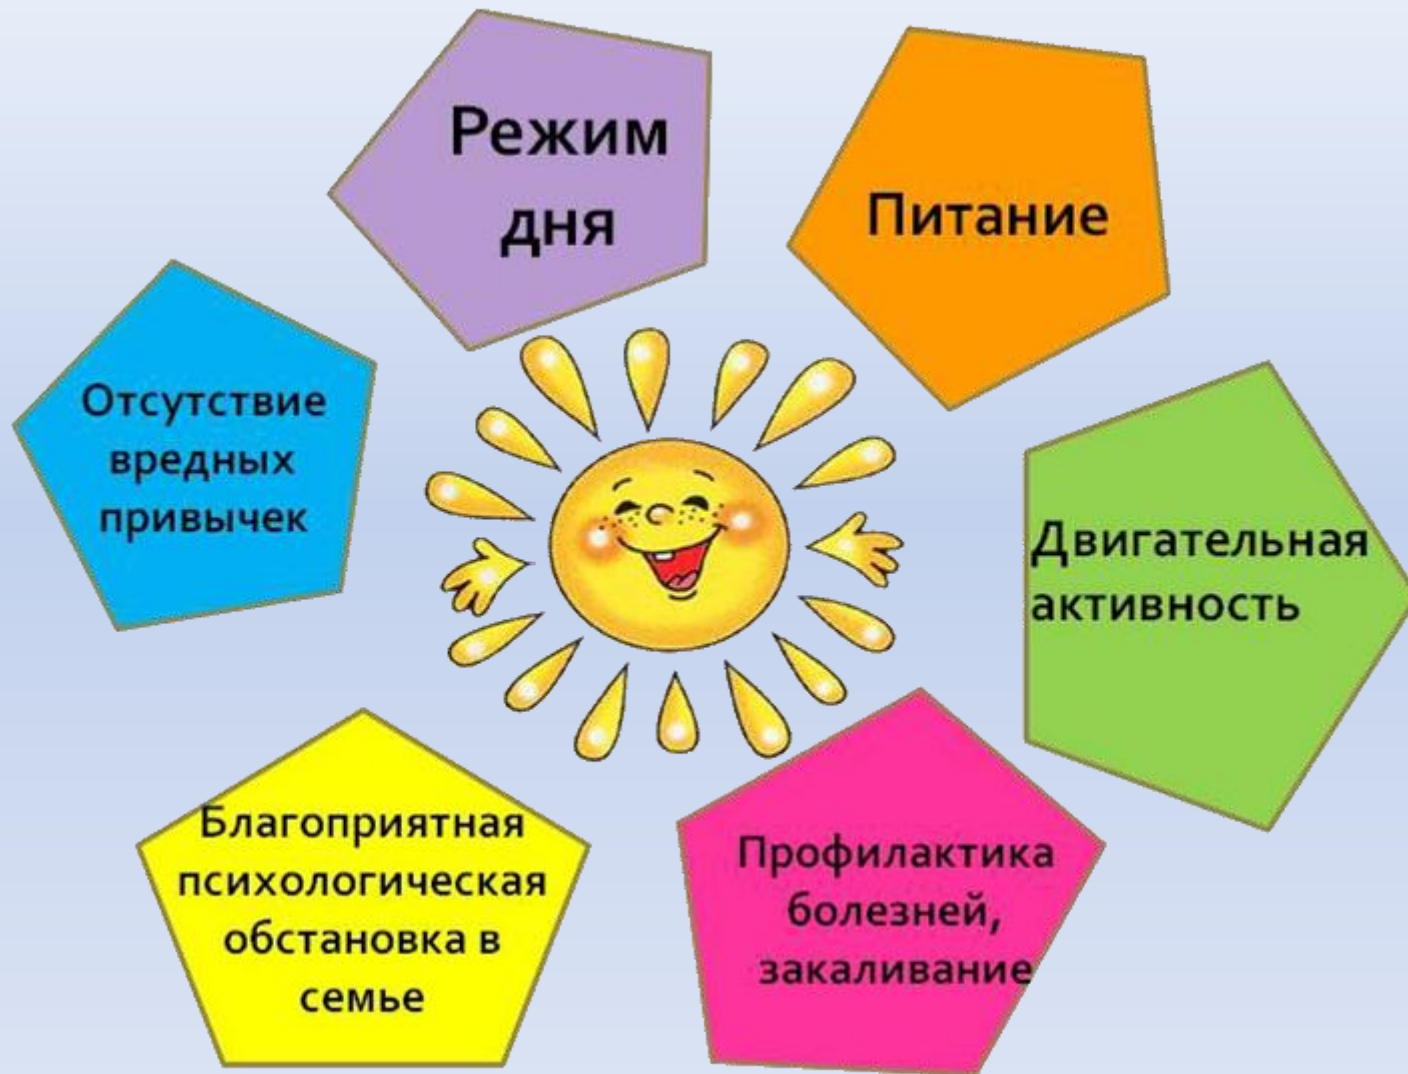 Режим
дня
Питание
Отсутствие
вредных
привычек
Двигательная
активность
Благоприятная
психологическая
обстановка в
семье
Профилактика
болезней,
закаливание